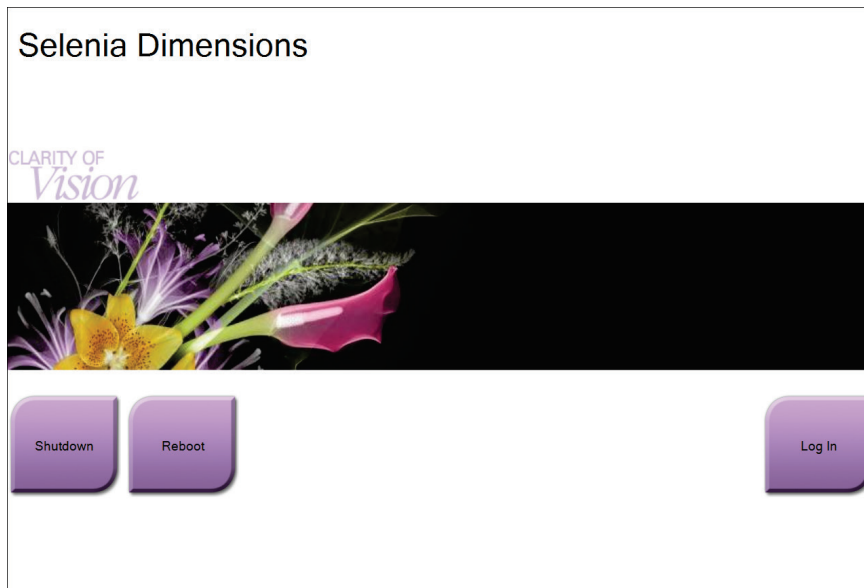 Selenia Dimensions
CLARITY OF
Vision
Shutdown
Reboot
Log In